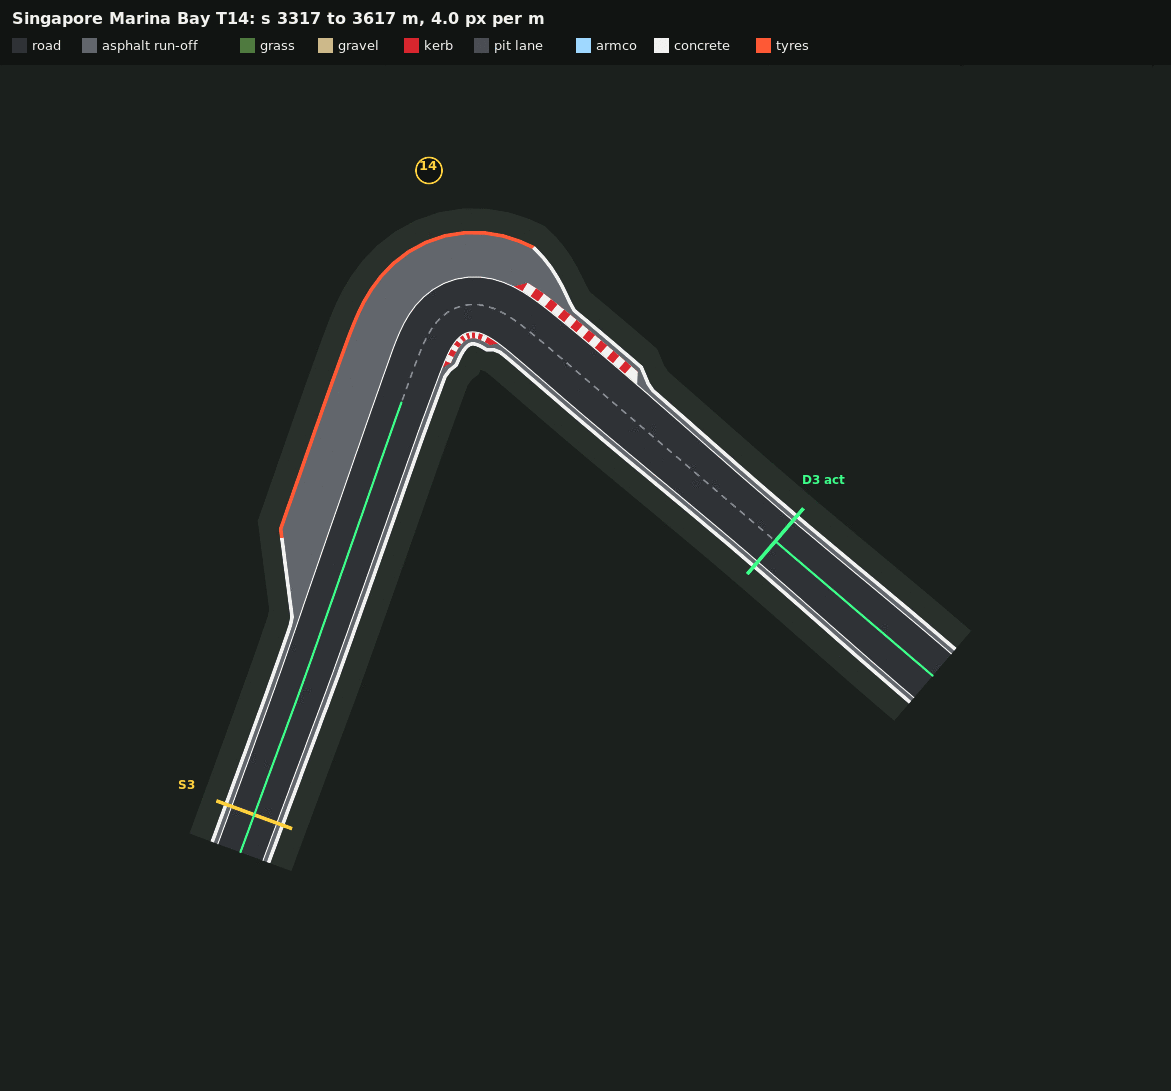 Singapore Marina Bay T14: s 3317 to 3617 m, 4.0 px per m
road asphalt run-off grass gravel kerb pit lane armco concrete tyres
14
D3 act
S3